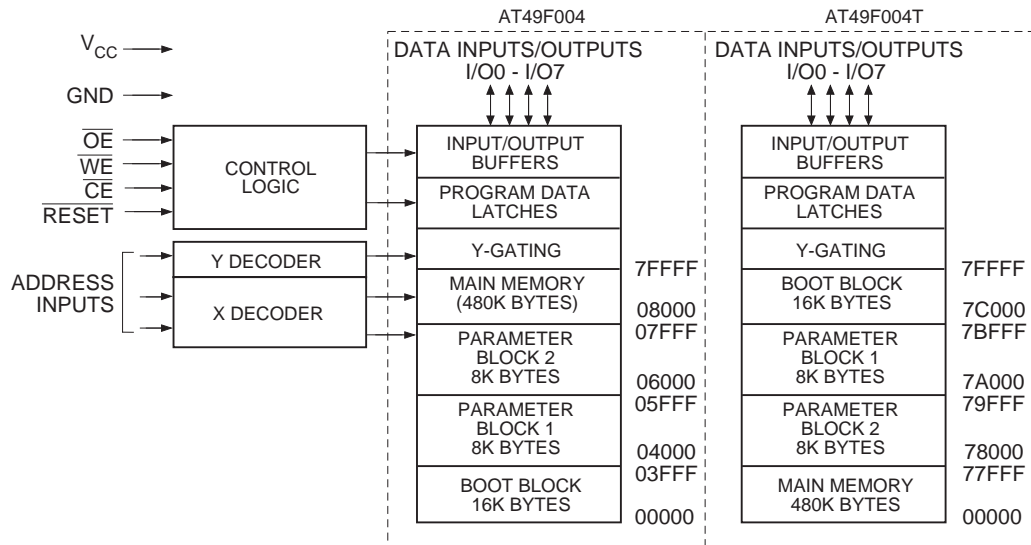 AT49F004
AT49F004T
VCC
GND
OE
WE
CE
RESET
ADDRESS
INPUTS
CONTROL
LOGIC
Y DECODER
X DECODER
DATA INPUTS/OUTPUTS
I/O0 - I/O7
INPUT/OUTPUT
BUFFERS
PROGRAM DATA
LATCHES
Y-GATING
MAIN MEMORY
(480K BYTES)
PARAMETER
BLOCK 2
8K BYTES
PARAMETER
BLOCK 1
8K BYTES
BOOT BLOCK
16K BYTES
7FFFF
08000
07FFF
06000
05FFF
04000
03FFF
00000
DATA INPUTS/OUTPUTS
I/O0 - I/O7
INPUT/OUTPUT
BUFFERS
PROGRAM DATA
LATCHES
Y-GATING
BOOT BLOCK
16K BYTES
PARAMETER
BLOCK 1
8K BYTES
PARAMETER
BLOCK 2
8K BYTES
MAIN MEMORY
480K BYTES
7FFFF
7C000
7BFFF
7A000
79FFF
78000
77FFF
00000